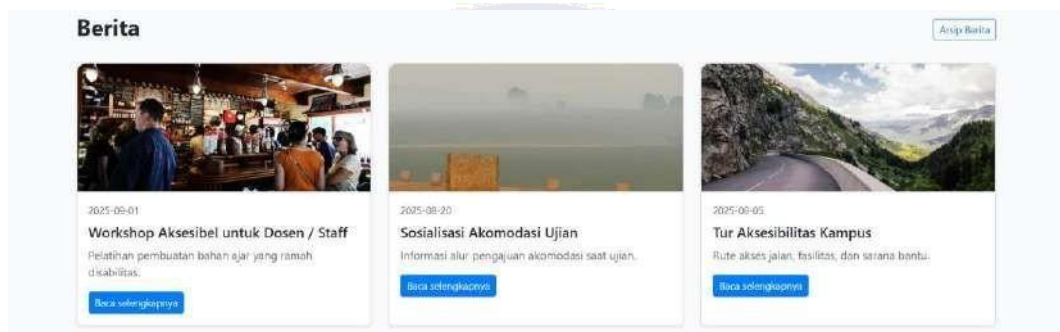 Berita
Arsip Berita
2025-09-01
Workshop Aksesibel untuk Dosen / Staff
Pelatihan pembuatan bahan ajar yang ramah
disabilitas.
Baca selengkapnya
2025-08-20
Sosialisasi Akomodasi Ujian
Informasi alur pengajuan akomodasi saat ujian.
Baca selengkapnya
2025-08-05
Tur Aksesibilitas Kampus
Rute akses jalan, fasilitas, dan sarana bantu.
Baca selengkapnya